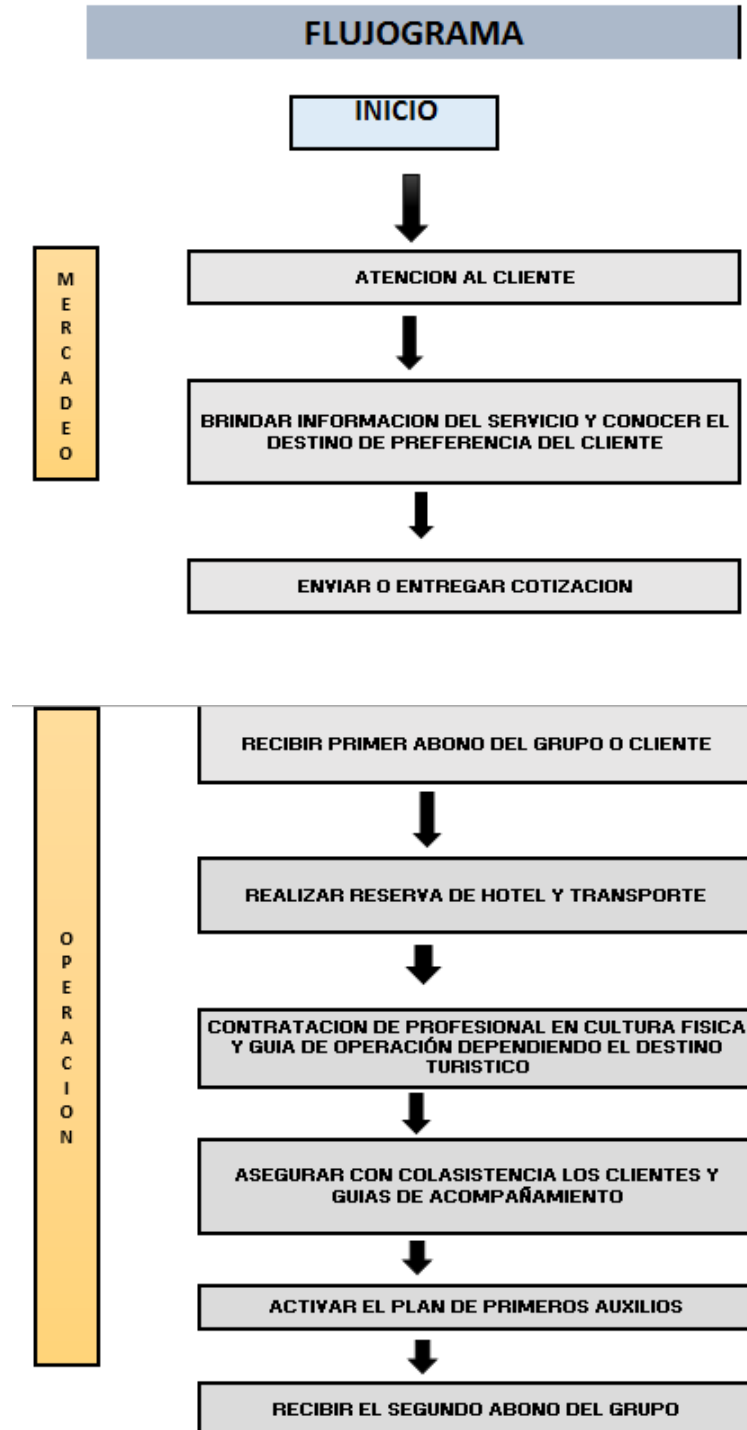 FLUJOGRAMA
INICIO
MERCADEO
ATENCION AL CLIENTE
BRINDAR INFORMACION DEL SERVICIO Y CONOCER EL
DESTINO DE PREFERENCIA DEL CLIENTE
ENVIAR O ENTREGAR COTIZACION
OPERACION
RECIBIR PRIMER ABONO DEL GRUPO O CLIENTE
REALIZAR RESERVA DE HOTEL Y TRANSPORTE
CONTRATACION DE PROFESIONAL EN CULTURA FISICA
Y GUIA DE OPERACIÓN DEPENDIENDO EL DESTINO
TURISTICO
ASEGURAR CON COLASISTENCIA LOS CLIENTES Y
GUIAS DE ACOMPAÑAMIENTO
ACTIVAR EL PLAN DE PRIMEROS AUXILIOS
RECIBIR EL SEGUNDO ABONO DEL GRUPO